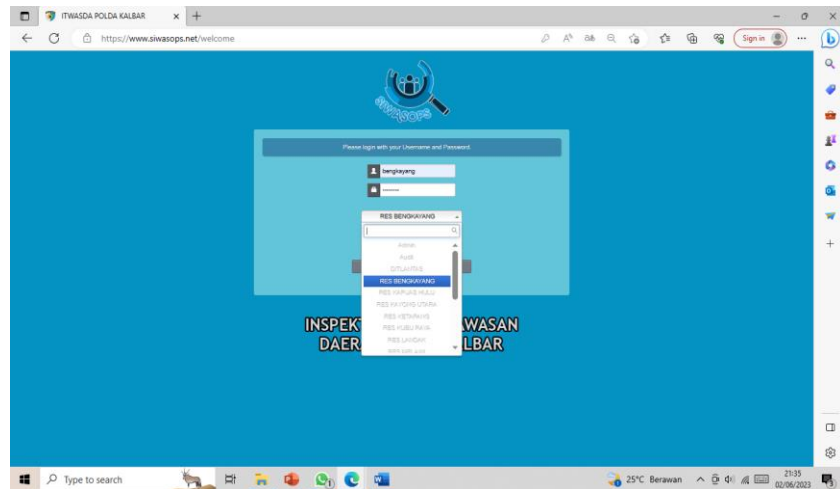 ITWASDA POLDA KALBAR
https://www.siwasops.net/welcome
Sign in
SIWASOPS
Please login with your Username and Password.
bengkayang
RES BENGKAYANG
Admin
Audit
DITLANTAS
RES BENGKAYANG
RES KAPUAS HULU
RES KAYONG UTARA
RES KETAPANG
RES KUBU RAYA
RES LANDAK
INSPEK WASAN
DAER LBAR
Type to search
25°C Berawan
21:35
02/06/2023